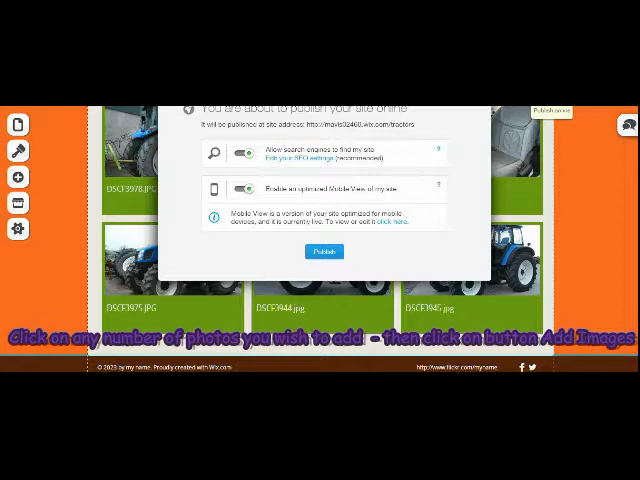 You are about to publish your site online
Publish online
It will be published at site address: http://mavis02468.wix.com/tractors
Allow search engines to find my site
?
Edit your SEO settings (recommended)
DSCF3978.JPG
Enable an optimized Mobile View of my site.
?
Mobile View is a version of your site optimized for mobile
devices, and it is currently live. To view or edit it click here.
Publish
DSCF3975.JPG
DSCF3944.jpg
DSCF3945.jpg
Click on any number of photos you wish to add - then click on button Add Images
© 2023 by my name. Proudly created with Wix.com
http://www.flickr.com/myname